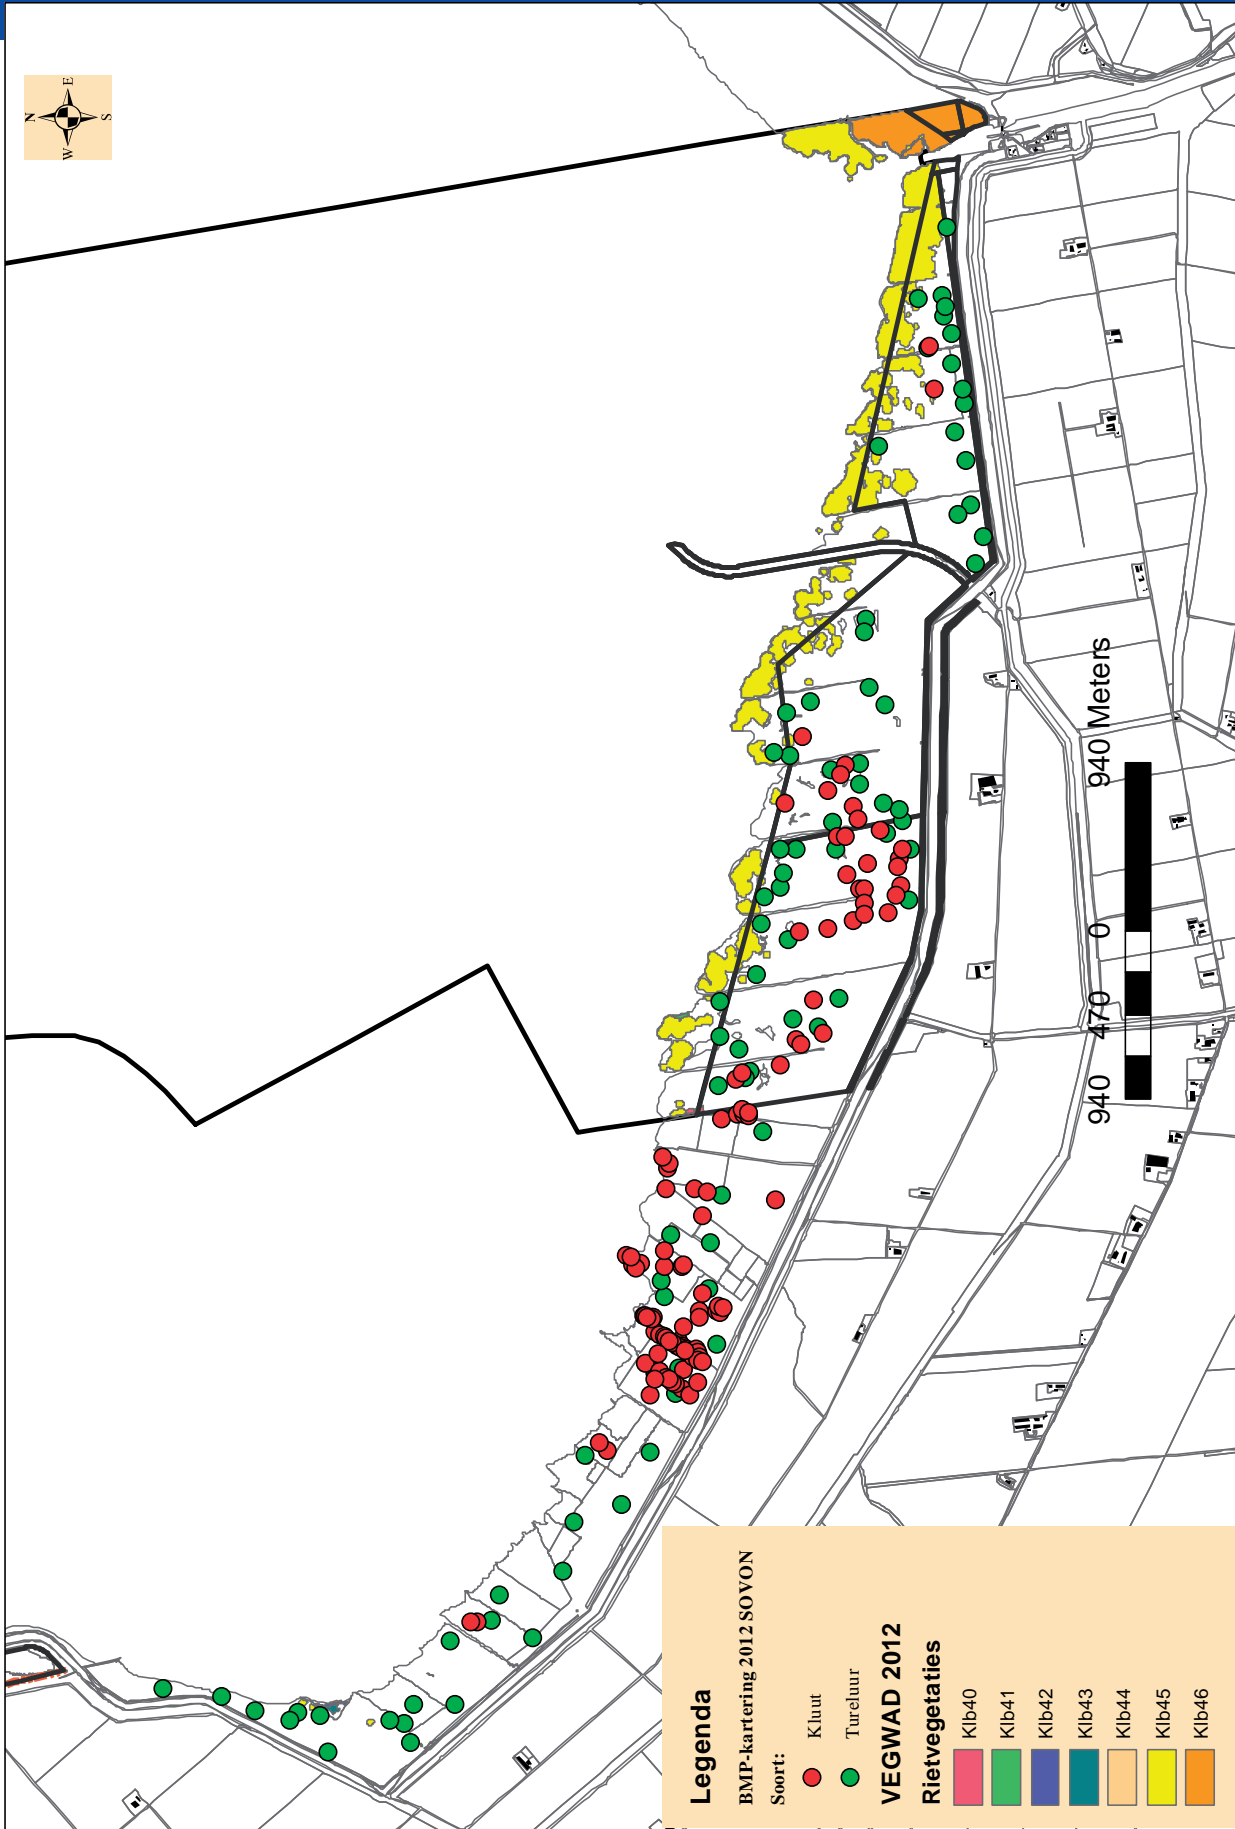 N
W E
S
940 470 0 940 Meters
Legenda
BMP-kartering 2012 SOVON
Soort:
Kluut
Tureluur
VEGWAD 2012
Rietvegetaties
Klb40
Klb41
Klb42
Klb43
Klb44
Klb45
Klb46